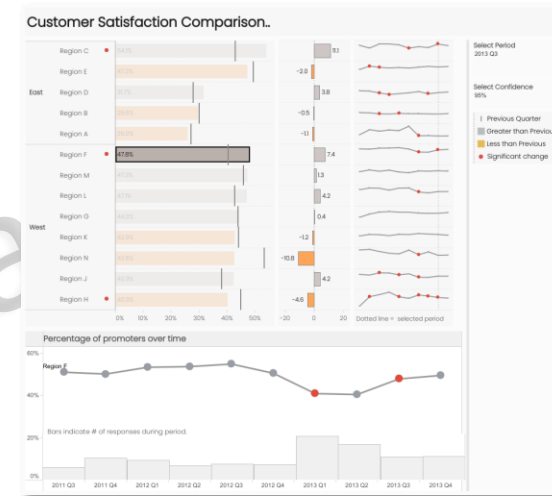 Customer Satisfaction Comparison..
Select Period
2013 Q3
Select Confidence
95%
Previous Quarter
Greater than Previou
Less than Previous
Significant change
East
Region C
8.1
Region E
-2.0
Region D
3.8
Region B
-0.5
Region A
-1.1
West
Region F
47.8%
7.4
Region M
1.3
Region L
4.2
Region G
0.4
Region K
-1.2
Region N
-10.8
Region J
4.2
Region H
-4.6
0% 10% 20% 30% 40% 50%
-20 0 20
Dotted line = selected period
Percentage of promoters over time
60%
Region F
40%
Bars indicate # of responses during period.
20%
0%
2011 Q3 2011 Q4 2012 Q1 2012 Q2 2012 Q3 2012 Q4 2013 Q1 2013 Q2 2013 Q3 2013 Q4